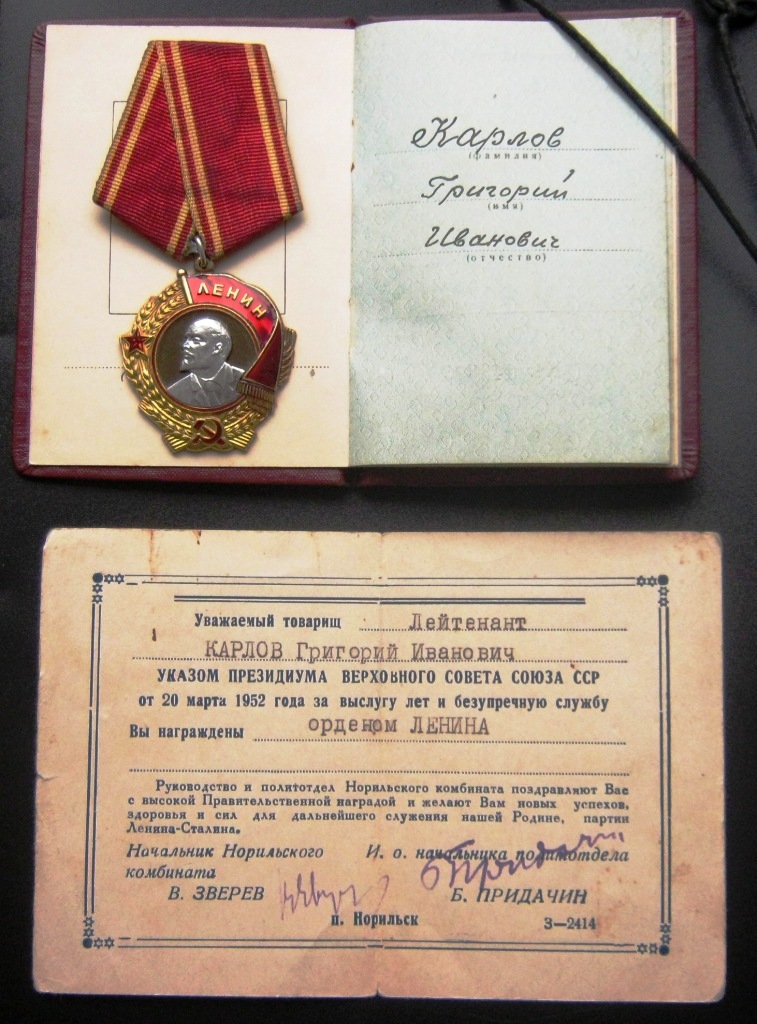 ЛЕНИН
Карлов
(фамилия)
Григорий
(имя)
Иванович
(отчество)
Уважаемый товарищ Лейтенант
КАРЛОВ Григорий Иванович
УКАЗОМ ПРЕЗИДИУМА ВЕРХОВНОГО СОВЕТА СОЮЗА ССР
от 20 марта 1952 года за выслугу лет и безупречную службу
Вы награждены орденом ЛЕНИНА
Руководство и политотдел Норильского комбината поздравляют Вас
с высокой Правительственной наградой и желают Вам новых успехов,
здоровья и сил для дальнейшего служения нашей Родине, партии
Ленина-Сталина.
Начальник Норильского И. о. начальника политотдела
комбината
В. ЗВЕРЕВ Б. ПРИДАЧИН
п. Норильск З—2414